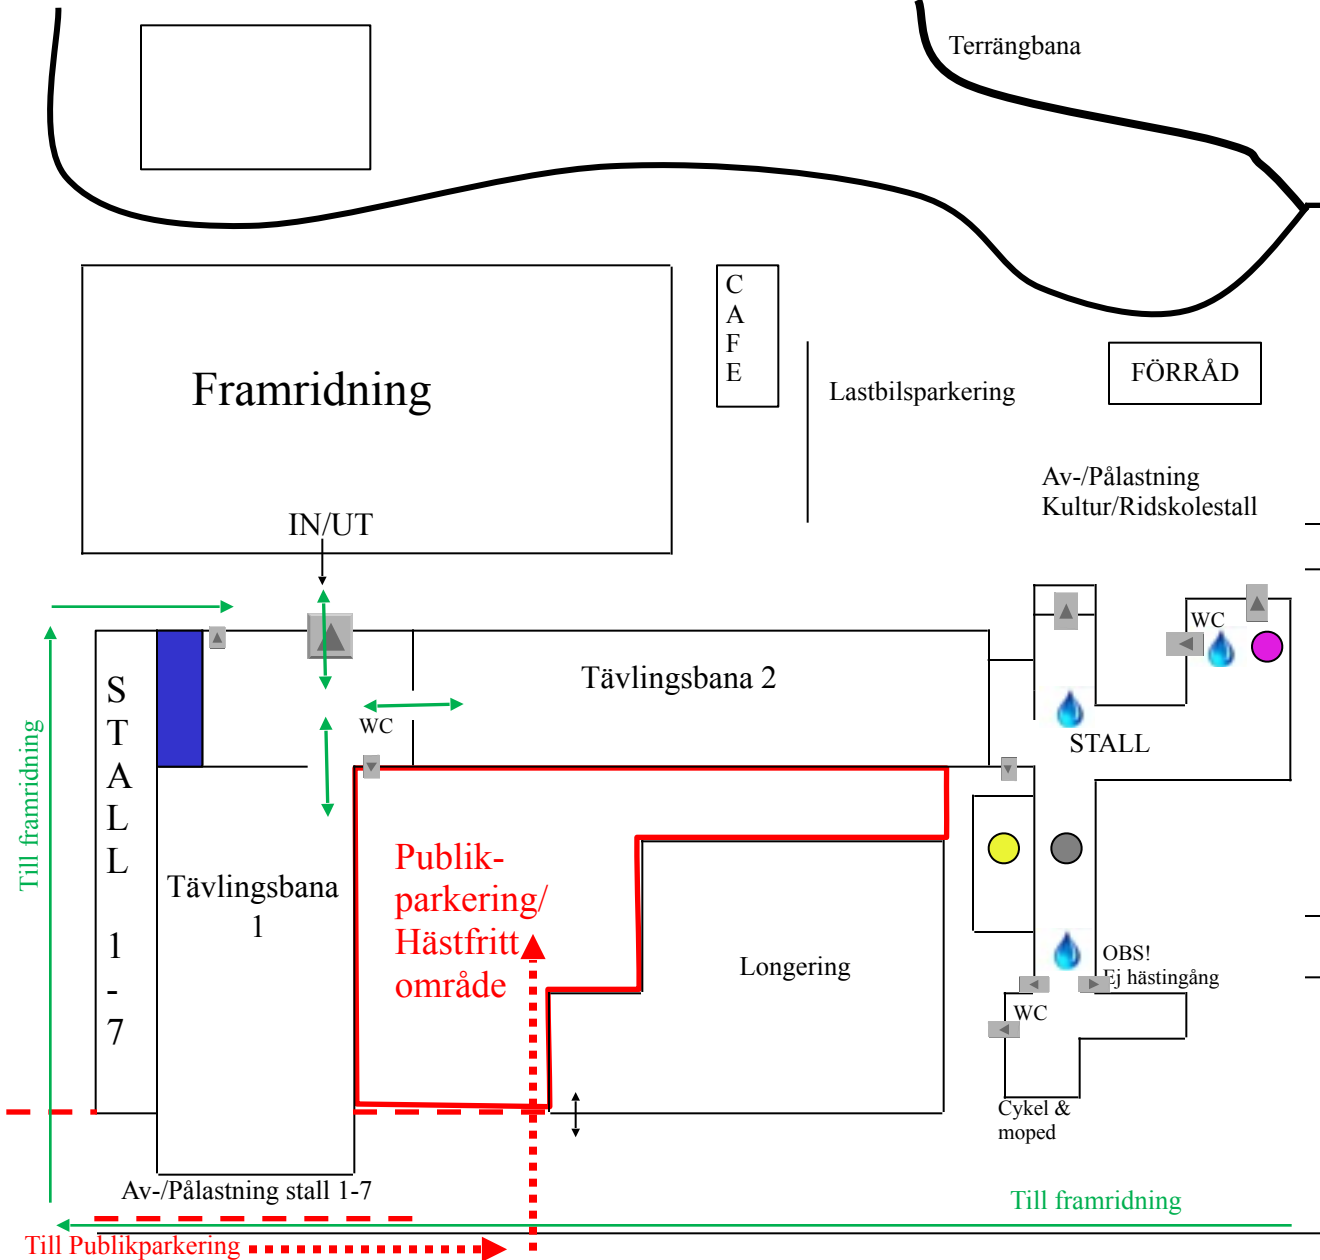 Terrängbana
C
A
F
E
FÖRRÅD
Framridning
Lastbilsparkering
Av-/Pålastning
Kultur/Ridskolestall
IN/UT
WC
S
T
A
L
L
1
-
7
Tävlingsbana 2
WC
STALL
Till framridning
Publik-
parkering/
Hästfritt
område
Tävlingsbana
1
Longering
OBS!
Ej hästingång
WC
Cykel &
moped
Av-/Pålastning stall 1-7
Till framridning
Till Publikparkering